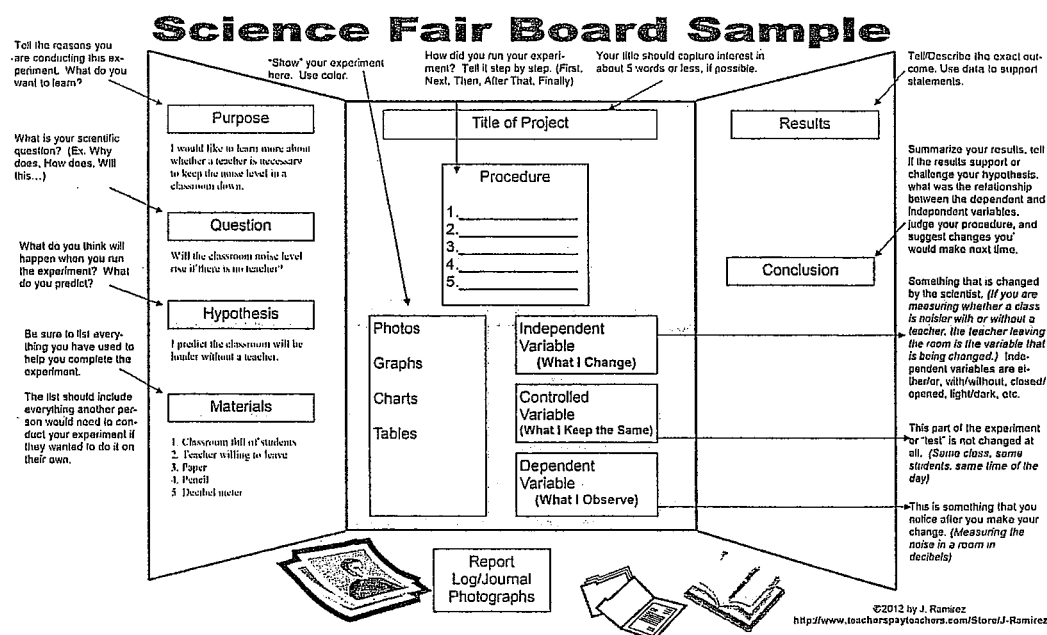 Science Fair Board Sample
Tell the reasons you
are conducting this ex-
periment. What do you
want to learn?
What is your scientific
question? (Ex. Why
does, How does, Will
this...)
What do you think will
happen when you run
the experiment? What
do you predict?
Be sure to list every-
thing you have used to
help you complete the
experiment.
The list should include
everything another per-
son would need to con-
duct your experiment if
they wanted to do it on
their own.
"Show" your experiment
here. Use color.
How did you run your experi-
ment? Tell it step by step. (First,
Next, Then, After That, Finally)
Your title should capture interest in
about 5 words or less, if possible.
Purpose
I would like to learn more about
whether a teacher is necessary
to keep the noise level in a
classroom down.
Question
Will the classroom noise level
rise if there is no teacher?
Hypothesis
I predict the classroom will be
louder without a teacher.
Materials
1. Classroom full of students
2. Teacher willing to leave
3. Paper
4. Pencil
5 Decibel meter
Title of Project
Procedure
1.
2.
3.
4.
5.
Photos
Graphs
Charts
Tables
Independent
Variable
(What I Change)
Controlled
Variable
(What I Keep the Same)
Dependent
Variable
(What I Observe)
Results
Conclusion
Tell/Describe the exact out-
come. Use data to support
statements.
Summarize your results, tell
if the results support or
challenge your hypothesis,
what was the relationship
between the dependent and
independent variables,
judge your procedure, and
suggest changes you
would make next time.
Something that is changed
by the scientist. (If you are
measuring whether a class
is noisier with or without a
teacher, the teacher leaving
the room is the variable that
is being changed.) Inde-
pendent variables are ei-
ther/or, with/without, closed/
opened, light/dark, etc.
This part of the experiment
or "test" is not changed at
all. (Same class, same
students, same time of the
day)
This is something that you
notice after you make your
change. (Measuring the
noise in a room in
decibels)
Report
Log/Journal
Photographs
©2012 by J. Ramirez
http://www.teacherspayteachers.com/Store/J-Ramirez